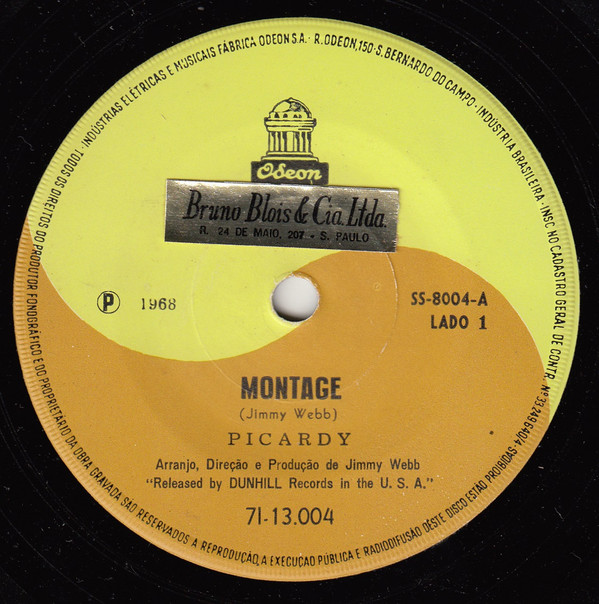 TODOS OS DIREITOS DO PRODUTOR FONOGRÁFICO E DO PROPRIETÁRIO DA OBRA GRAVADA SÃO RESERVADOS A REPRODUÇÃO, A EXECUÇÃO PÚBLICA E RADIODIFUSÃO DÊSTE DISCO ESTÃO PROIBIDAS · INDÚSTRIAS ELÉTRICAS E MUSICAIS FÁBRICA ODEON S.A. · R. ODEON, 150 - S. BERNARDO DO CAMPO · INDÚSTRIA BRASILEIRA · INSC NO CADASTRO GERAL DE CONTR. Nº 33 249 640/4
Odeon
Bruno Blois & Cia. Ltda.
R. 24 DE MAIO, 207 - S. PAULO
℗ 1968
SS-8004-A
LADO 1
MONTAGE
(Jimmy Webb)
PICARDY
Arranjo, Direção e Produção de Jimmy Webb
"Released by DUNHILL Records in the U. S. A."
71-13.004